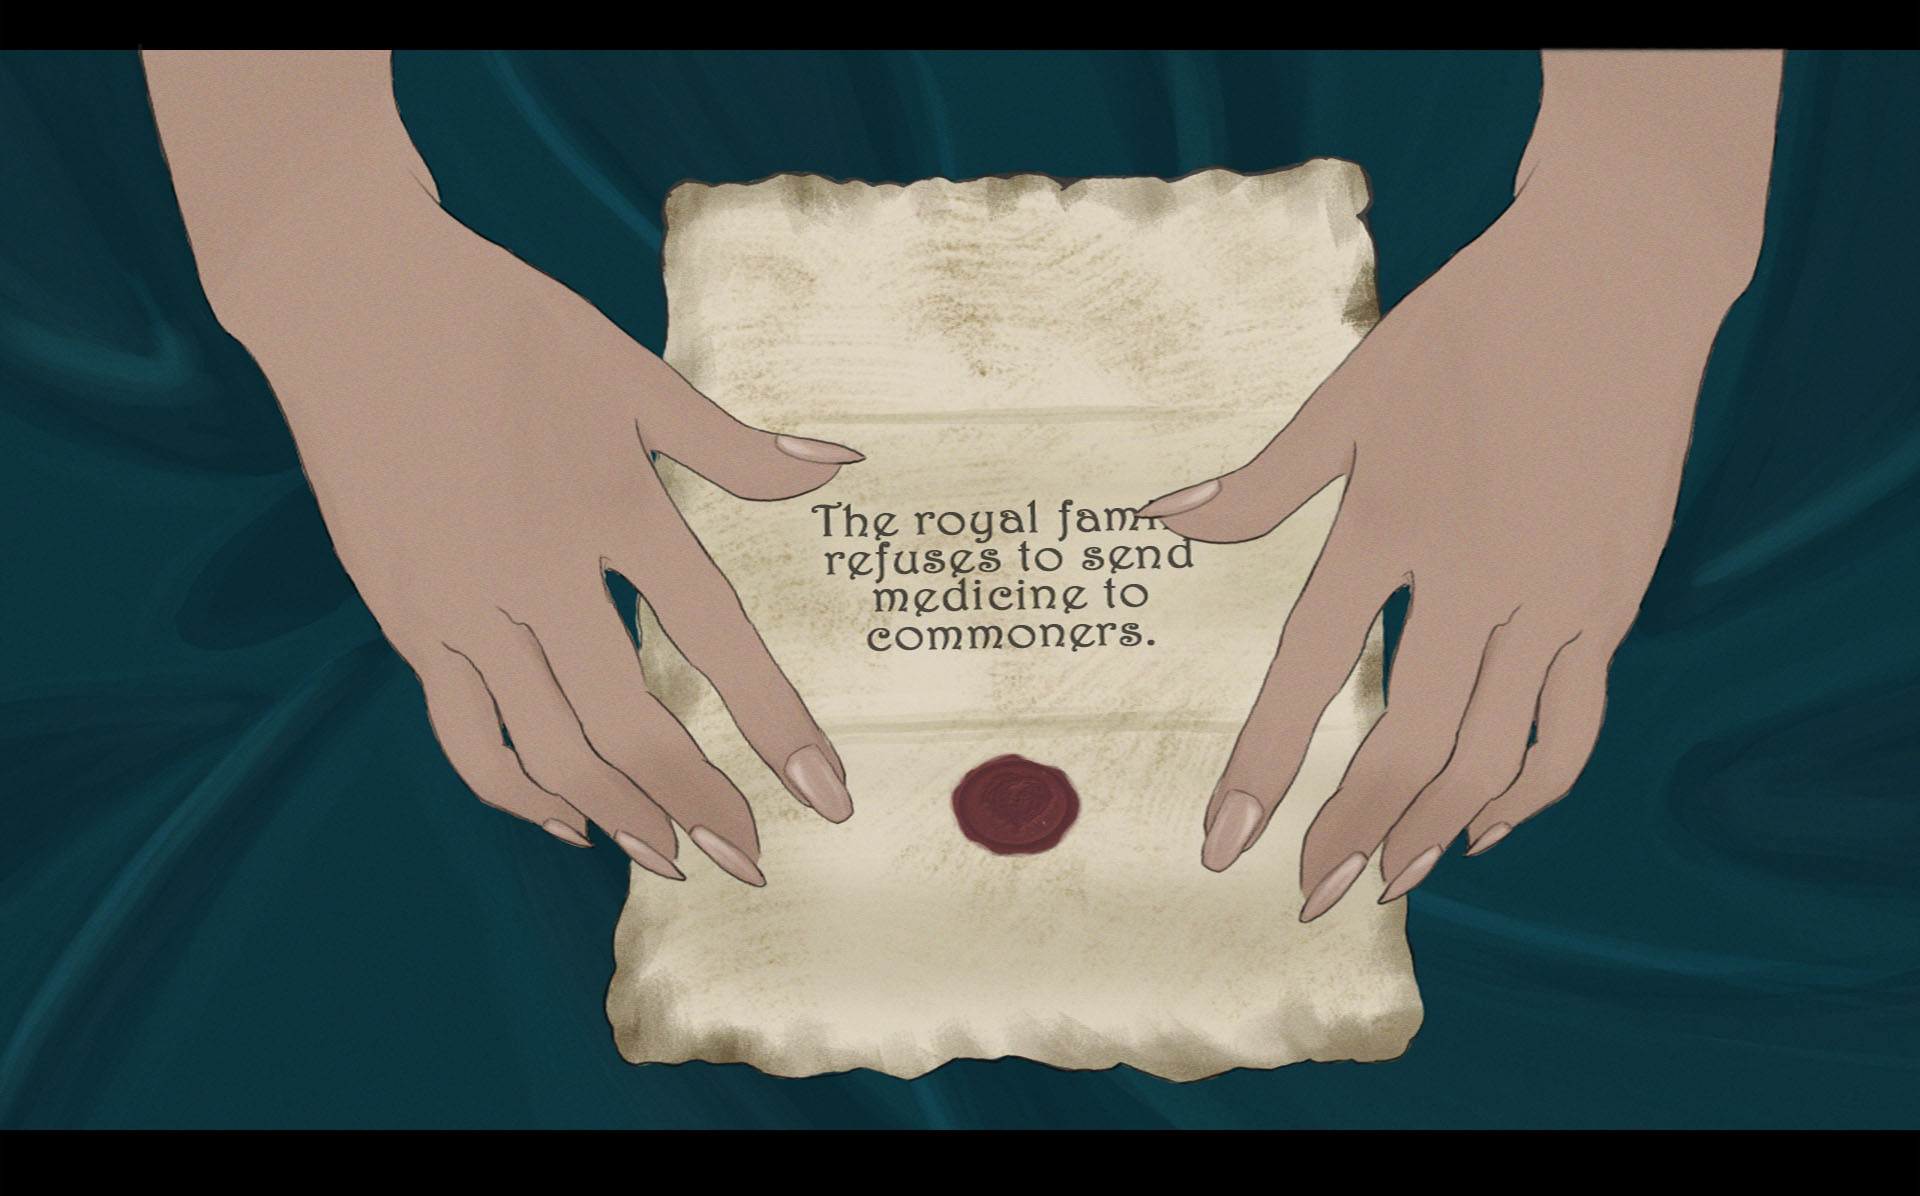 The royal
refuses to send
medicine to
commoners.